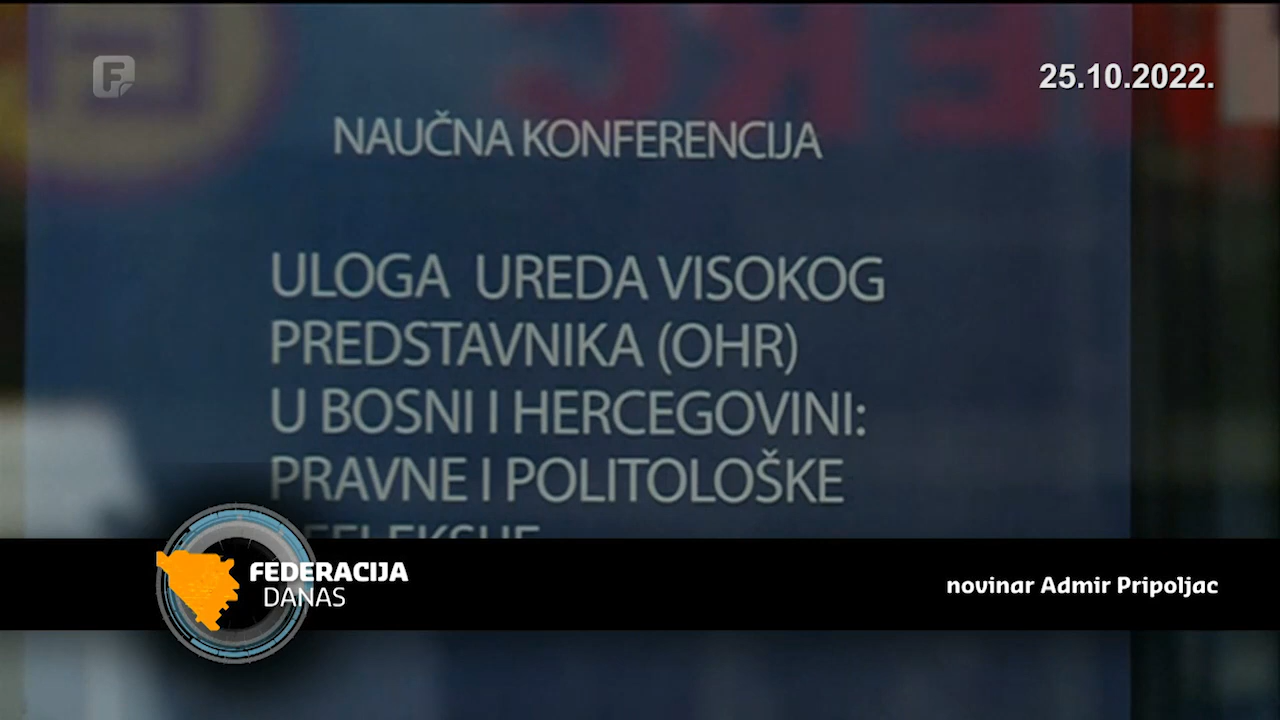 25.10.2022.
NAUČNA KONFERENCIJA
ULOGA UREDA VISOKOG
PREDSTAVNIKA (OHR)
U BOSNI I HERCEGOVINI:
PRAVNE I POLITOLOŠKE
FEDERACIJA
DANAS
novinar Admir Pripoljac